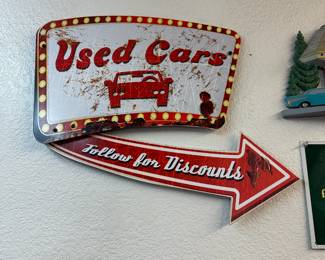 Used Cars
Follow for Discounts